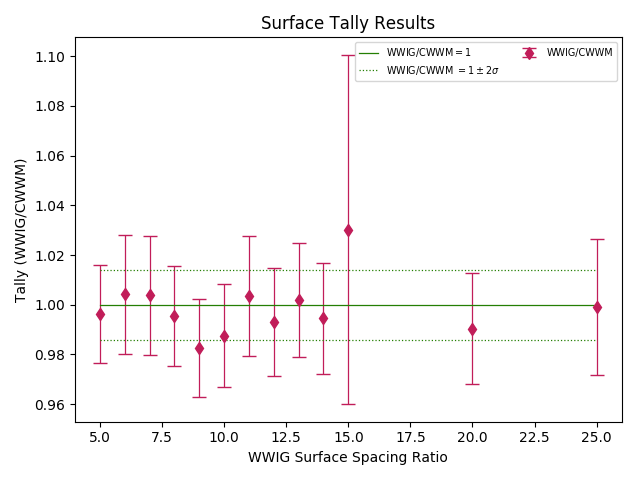 Surface Tally Results
WWIG/CWWM = 1
WWIG/CWWM = 1 ± 2σ
WWIG/CWWM
Tally (WWIG/CWWM)
1.10
1.08
1.06
1.04
1.02
1.00
0.98
0.96
5.0 7.5 10.0 12.5 15.0 17.5 20.0 22.5 25.0
WWIG Surface Spacing Ratio